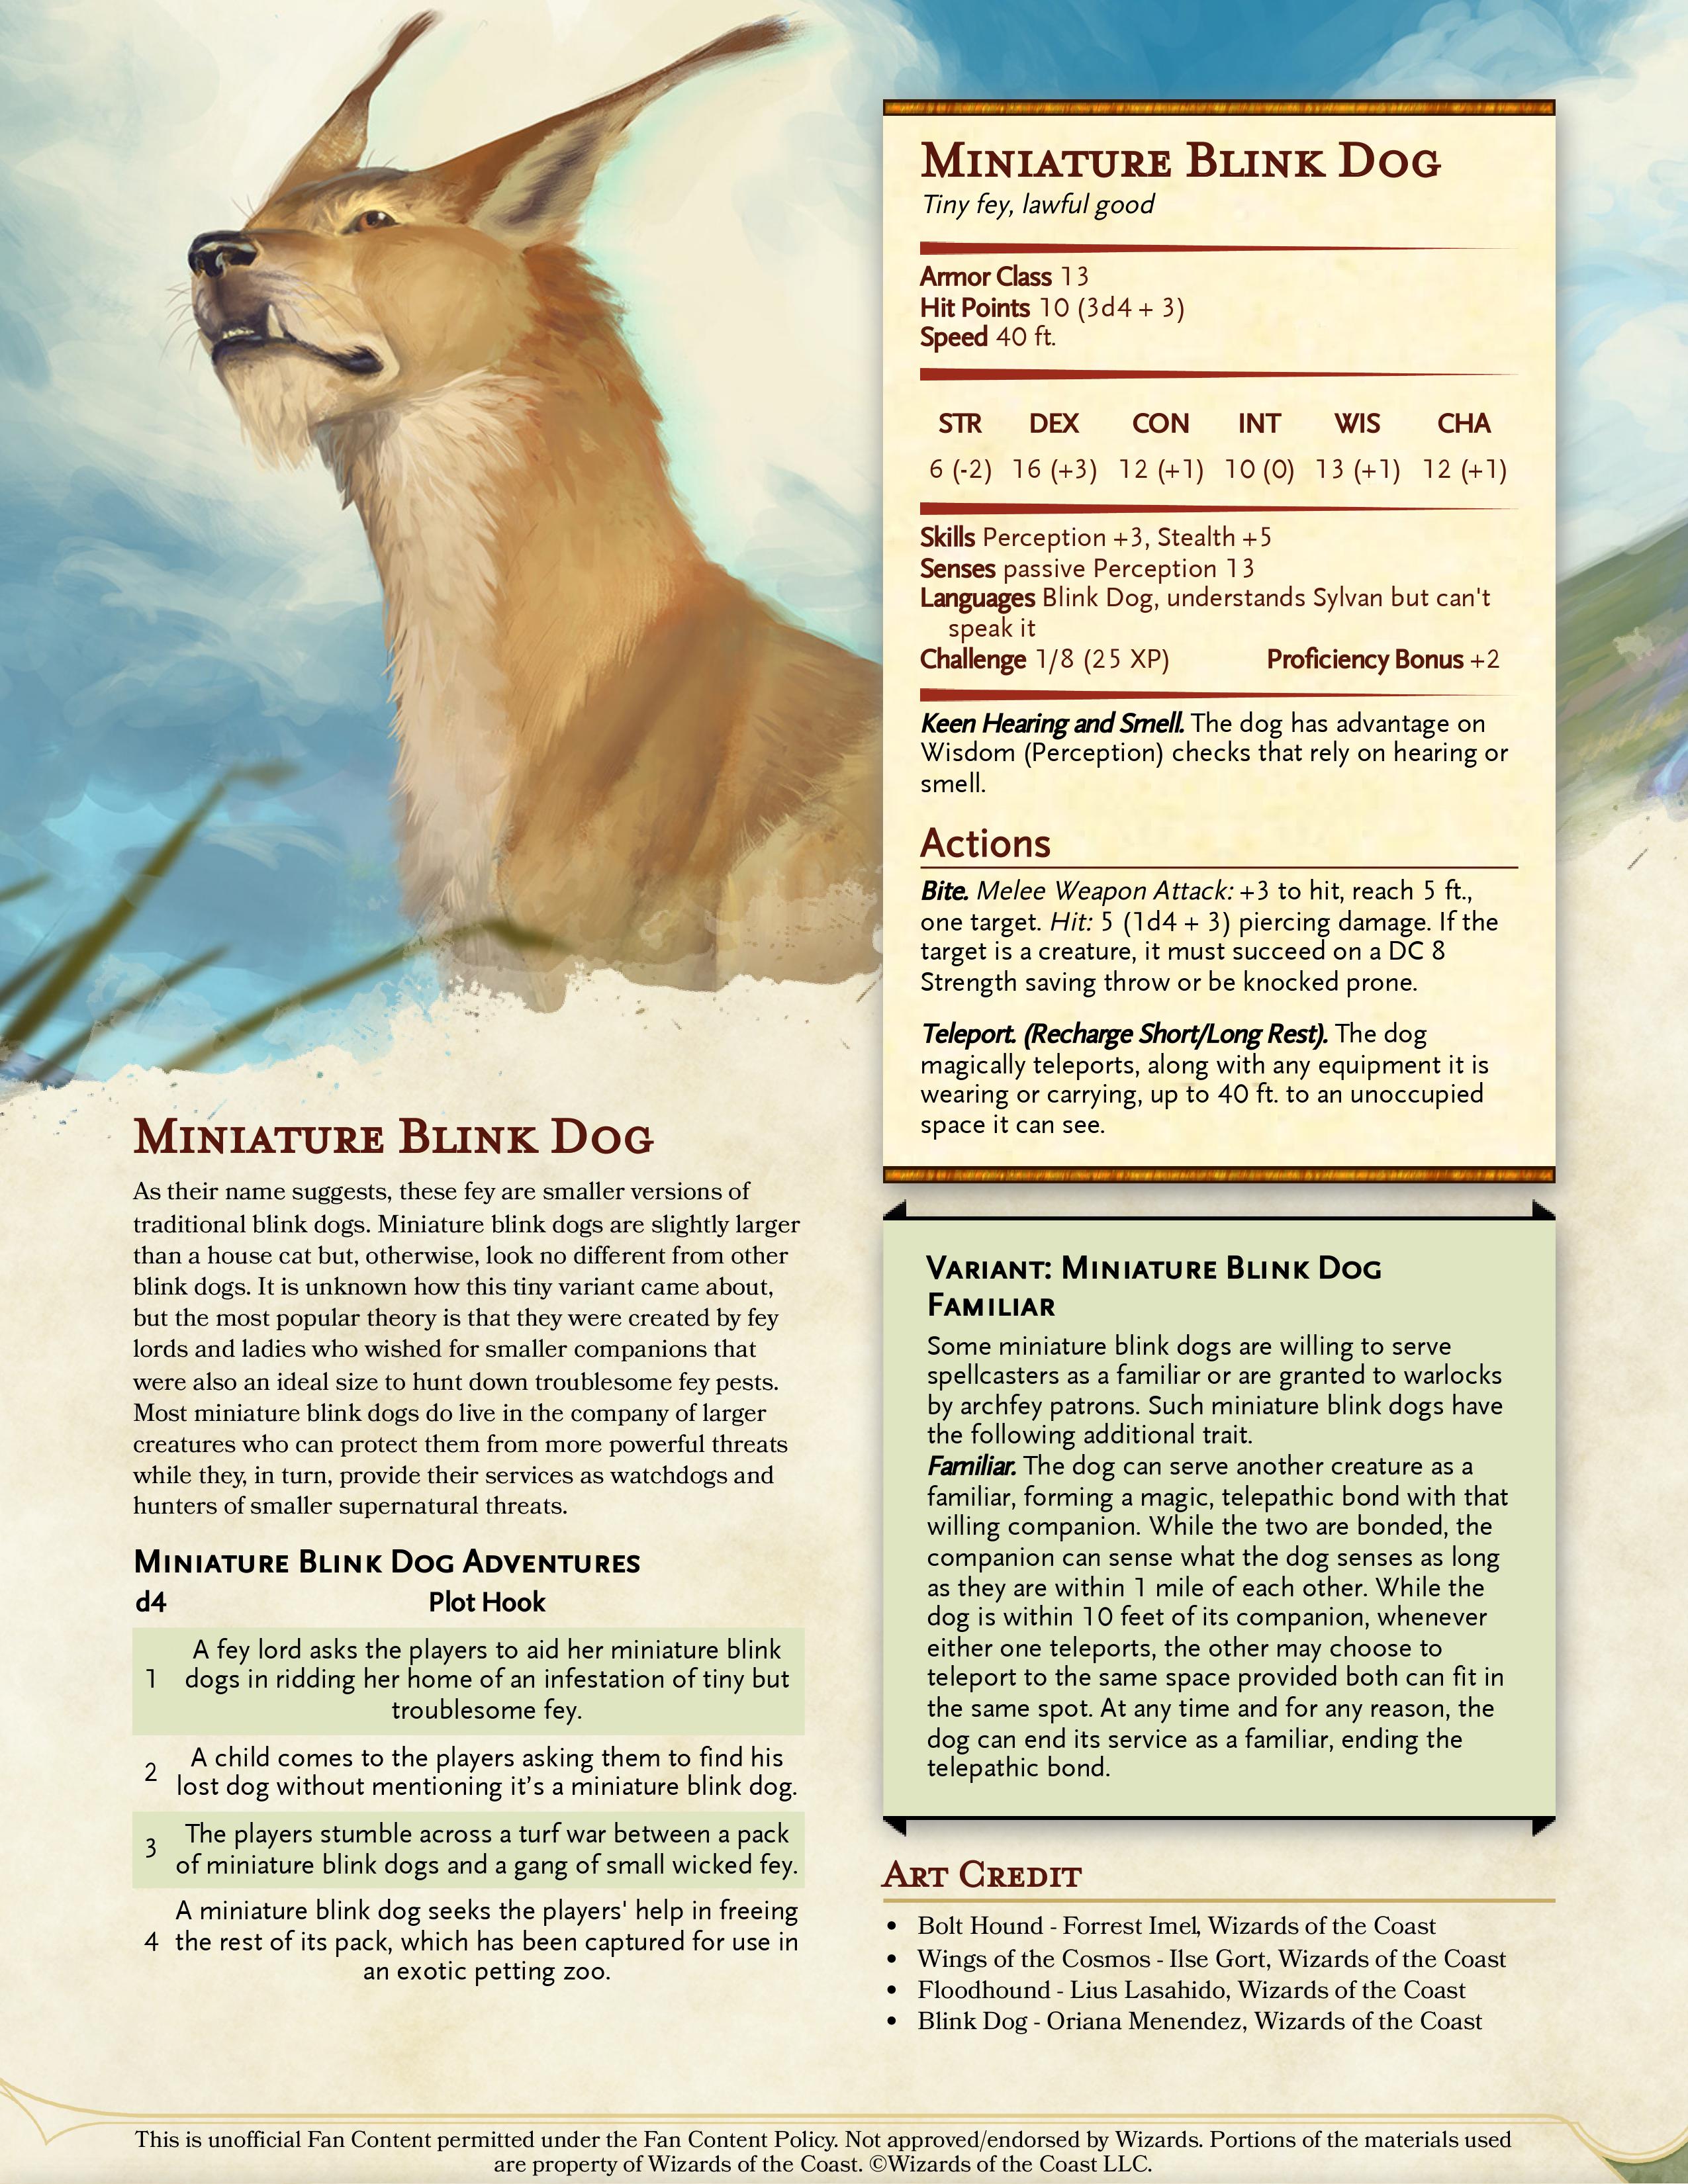 Miniature Blink Dog
As their name suggests, these fey are smaller versions of
traditional blink dogs. Miniature blink dogs are slightly larger
than a house cat but, otherwise, look no different from other
blink dogs. It is unknown how this tiny variant came about,
but the most popular theory is that they were created by fey
lords and ladies who wished for smaller companions that
were also an ideal size to hunt down troublesome fey pests.
Most miniature blink dogs do live in the company of larger
creatures who can protect them from more powerful threats
while they, in turn, provide their services as watchdogs and
hunters of smaller supernatural threats.
Miniature Blink Dog Adventures
d4 Plot Hook
1 A fey lord asks the players to aid her miniature blink
dogs in ridding her home of an infestation of tiny but
troublesome fey.
2 A child comes to the players asking them to find his
lost dog without mentioning it’s a miniature blink dog.
3 The players stumble across a turf war between a pack
of miniature blink dogs and a gang of small wicked fey.
4 A miniature blink dog seeks the players' help in freeing
the rest of its pack, which has been captured for use in
an exotic petting zoo.
Miniature Blink Dog
Tiny fey, lawful good
Armor Class 13
Hit Points 10 (3d4 + 3)
Speed 40 ft.
STR DEX CON INT WIS CHA
6 (-2) 16 (+3) 12 (+1) 10 (0) 13 (+1) 12 (+1)
Skills Perception +3, Stealth +5
Senses passive Perception 13
Languages Blink Dog, understands Sylvan but can't
speak it
Challenge 1/8 (25 XP) Proficiency Bonus +2
Keen Hearing and Smell. The dog has advantage on
Wisdom (Perception) checks that rely on hearing or
smell.
Actions
Bite. Melee Weapon Attack: +3 to hit, reach 5 ft.,
one target. Hit: 5 (1d4 + 3) piercing damage. If the
target is a creature, it must succeed on a DC 8
Strength saving throw or be knocked prone.
Teleport. (Recharge Short/Long Rest). The dog
magically teleports, along with any equipment it is
wearing or carrying, up to 40 ft. to an unoccupied
space it can see.
Variant: Miniature Blink Dog
Familiar
Some miniature blink dogs are willing to serve
spellcasters as a familiar or are granted to warlocks
by archfey patrons. Such miniature blink dogs have
the following additional trait.
Familiar. The dog can serve another creature as a
familiar, forming a magic, telepathic bond with that
willing companion. While the two are bonded, the
companion can sense what the dog senses as long
as they are within 1 mile of each other. While the
dog is within 10 feet of its companion, whenever
either one teleports, the other may choose to
teleport to the same space provided both can fit in
the same spot. At any time and for any reason, the
dog can end its service as a familiar, ending the
telepathic bond.
Art Credit
• Bolt Hound - Forrest Imel, Wizards of the Coast
• Wings of the Cosmos - Ilse Gort, Wizards of the Coast
• Floodhound - Lius Lasahido, Wizards of the Coast
• Blink Dog - Oriana Menendez, Wizards of the Coast
This is unofficial Fan Content permitted under the Fan Content Policy. Not approved/endorsed by Wizards. Portions of the materials used
are property of Wizards of the Coast. ©Wizards of the Coast LLC.